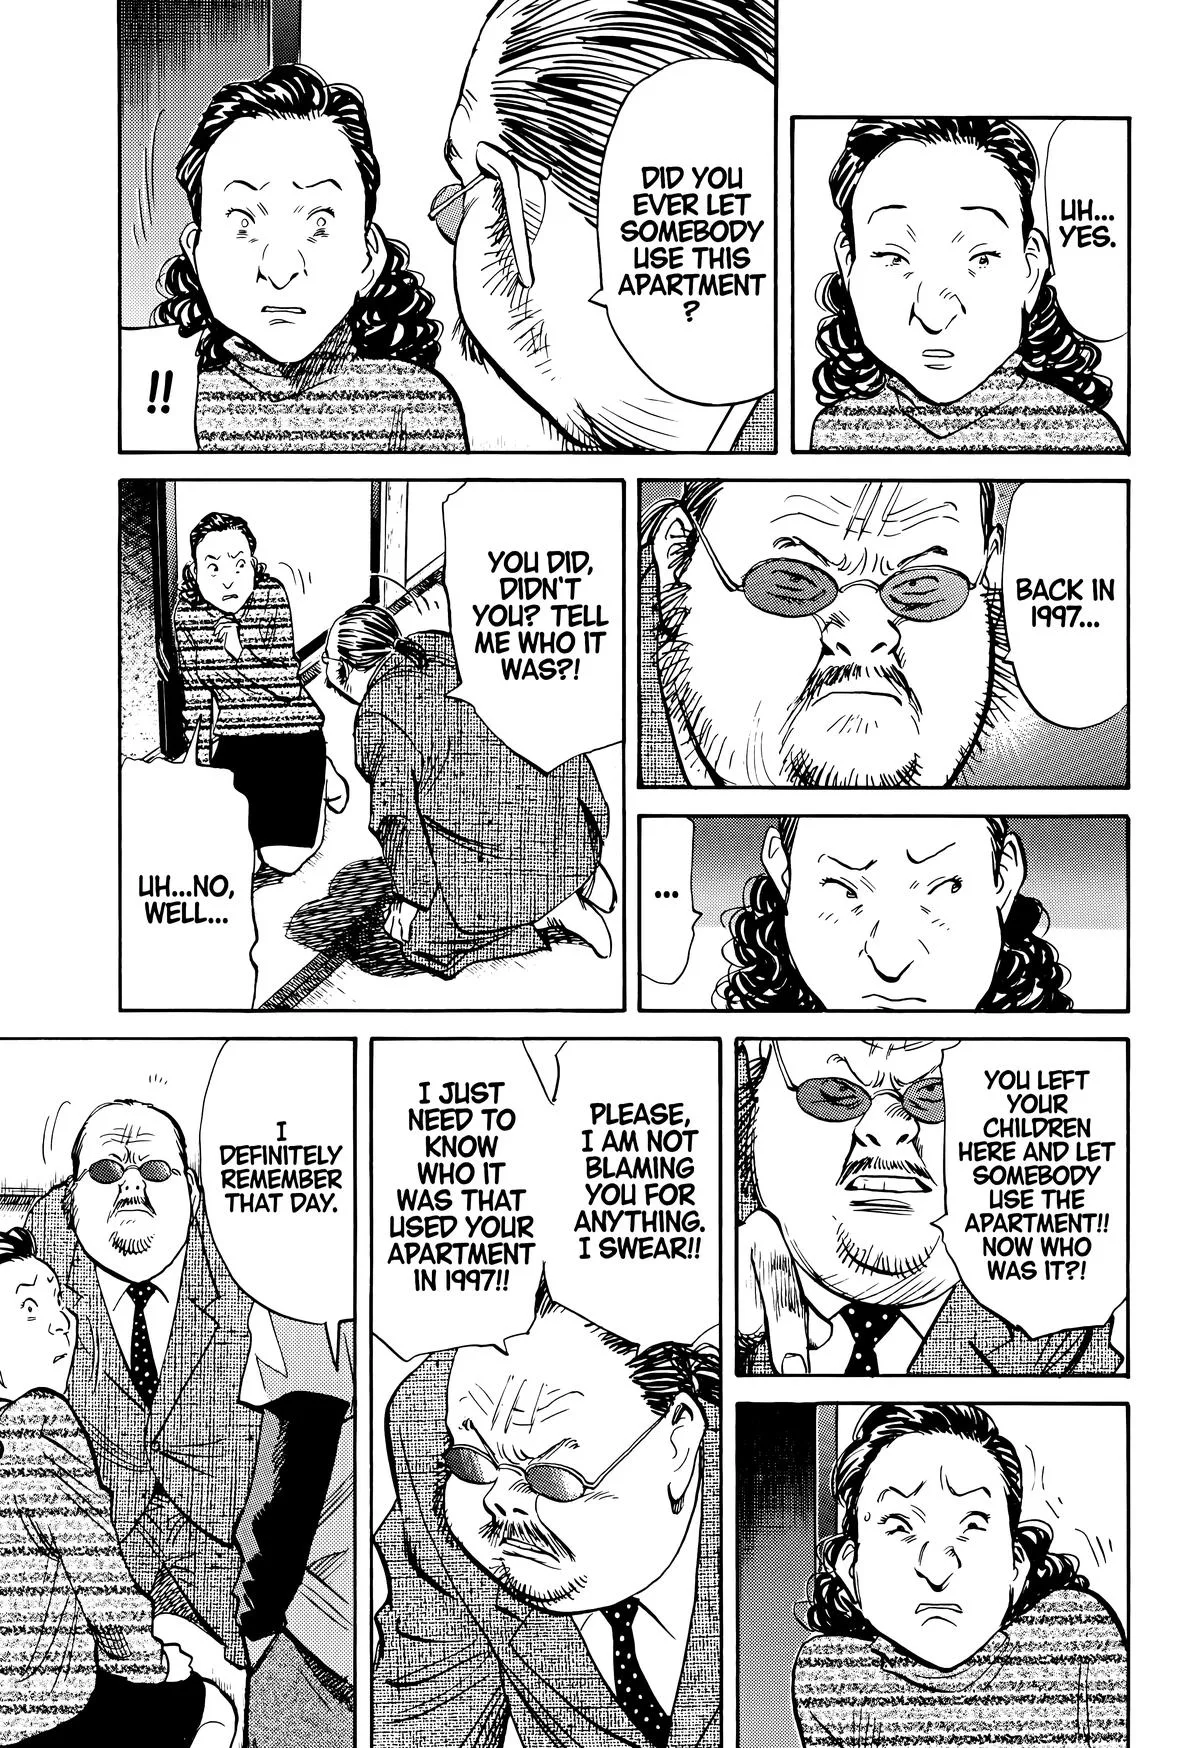 UH...
YES.
DID YOU
EVER LET
SOMEBODY
USE THIS
APARTMENT
?
!!
BACK IN
1997...
...
YOU DID,
DIDN'T
YOU? TELL
ME WHO IT
WAS?!
UH...NO,
WELL...
YOU LEFT
YOUR
CHILDREN
HERE AND LET
SOMEBODY
USE THE
APARTMENT!!
NOW WHO
WAS IT?!
PLEASE,
I AM NOT
BLAMING
YOU FOR
ANYTHING.
I SWEAR!!
I JUST
NEED TO
KNOW
WHO IT
WAS THAT
USED YOUR
APARTMENT
IN 1997!!
I
DEFINITELY
REMEMBER
THAT DAY.